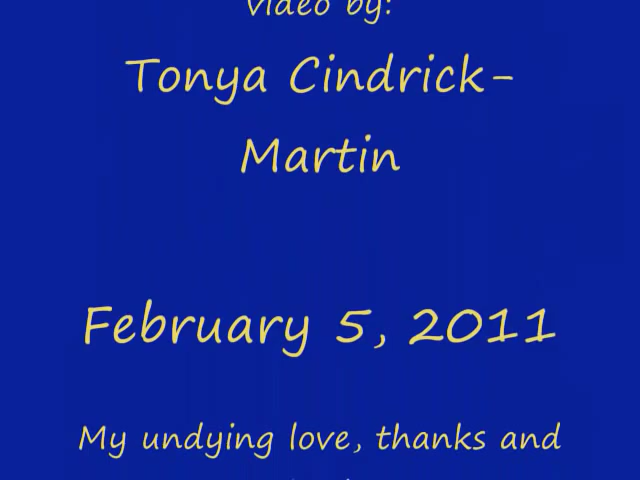 video by:
Tonya Cindrick-
Martin
February 5, 2011
My undying love, thanks and